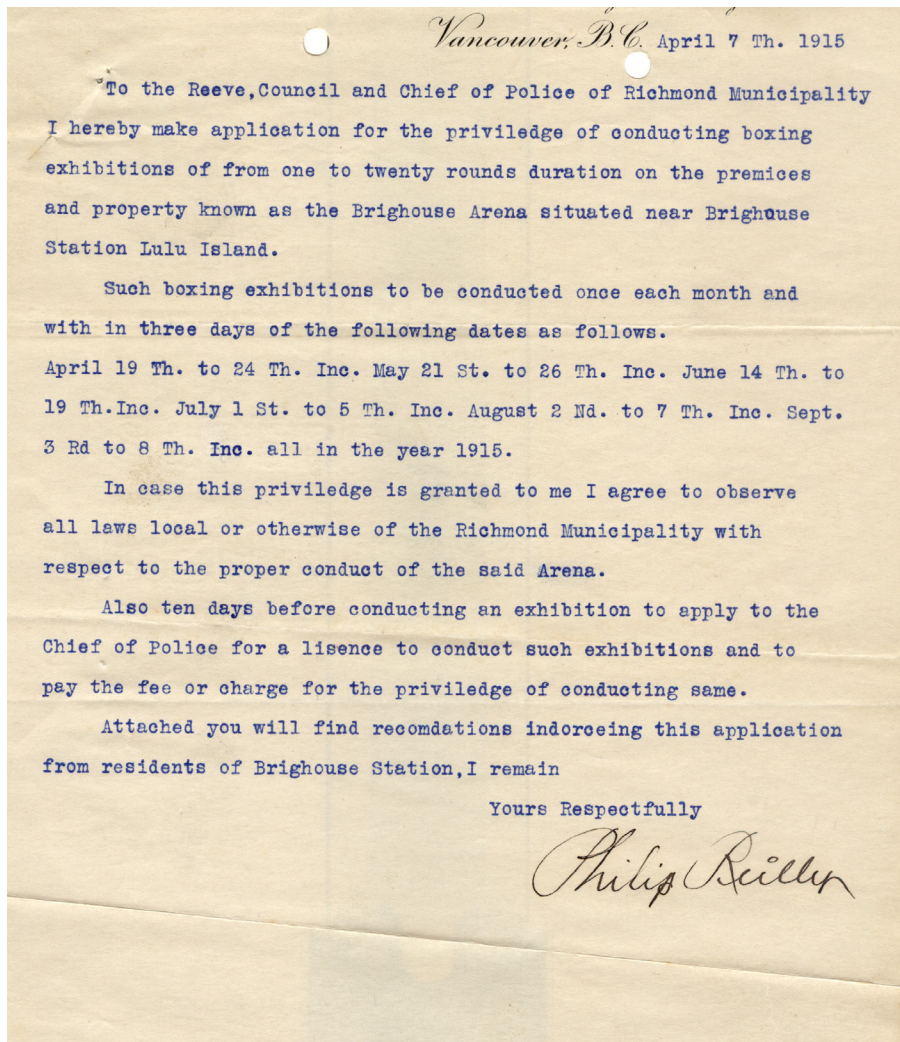 Vancouver, B.C. April 7 Th. 1915
To the Reeve,Council and Chief of Police of Richmond Municipality
I hereby make application for the priviledge of conducting boxing
exhibitions of from one to twenty rounds duration on the premices
and property known as the Brighouse Arena situated near Brighouse
Station Lulu Island.
Such boxing exhibitions to be conducted once each month and
with in three days of the following dates as follows.
April 19 Th. to 24 Th. Inc. May 21 St. to 26 Th. Inc. June 14 Th. to
19 Th.Inc. July 1 St. to 5 Th. Inc. August 2 Nd. to 7 Th. Inc. Sept.
3 Rd to 8 Th. Inc. all in the year 1915.
In case this priviledge is granted to me I agree to observe
all laws local or otherwise of the Richmond Municipality with
respect to the proper conduct of the said Arena.
Also ten days before conducting an exhibition to apply to the
Chief of Police for a lisence to conduct such exhibitions and to
pay the fee or charge for the priviledge of conducting same.
Attached you will find recomdations indorceing this application
from residents of Brighouse Station,I remain
Yours Respectfully
Philip Reilly